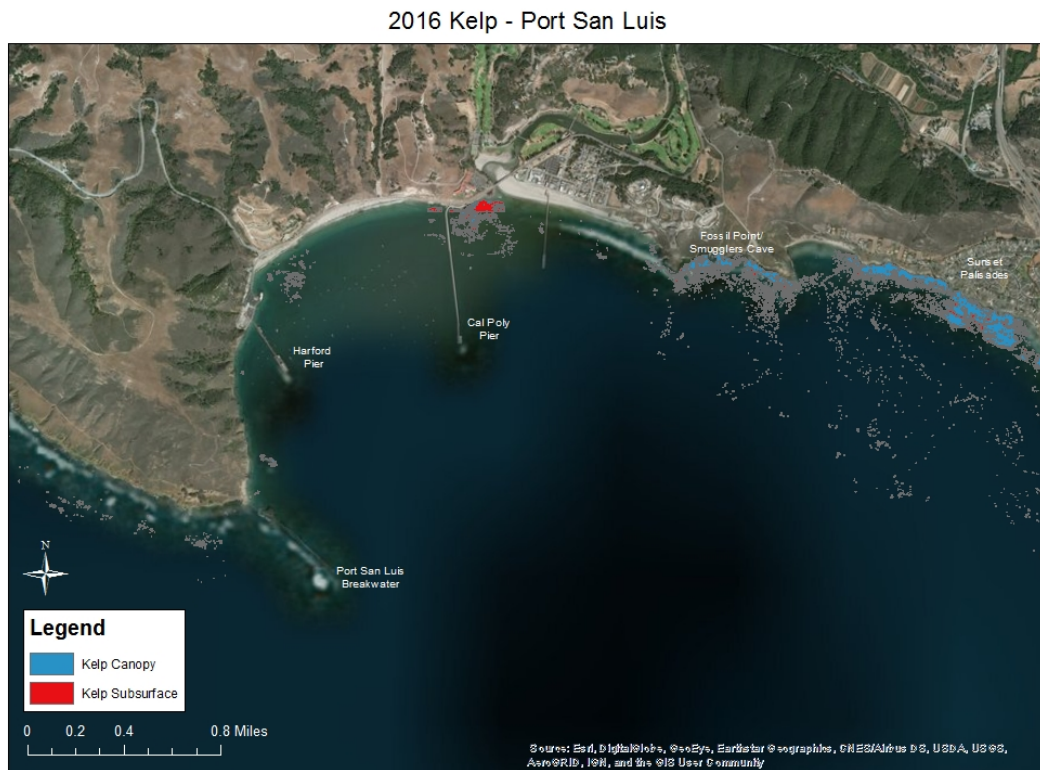 2016 Kelp - Port San Luis
Fossil Point/
Smugglers Cave
Sunset
Palisades
Cal Poly
Pier
Harford
Pier
N
Port San Luis
Breakwater
Legend
Kelp Canopy
Kelp Subsurface
0 0.2 0.4 0.8 Miles
Source: Esri, DigitalGlobe, GeoEye, Earthstar Geographics, CNES/Airbus DS, USDA, USGS,
AeroGRID, IGN, and the GIS User Community